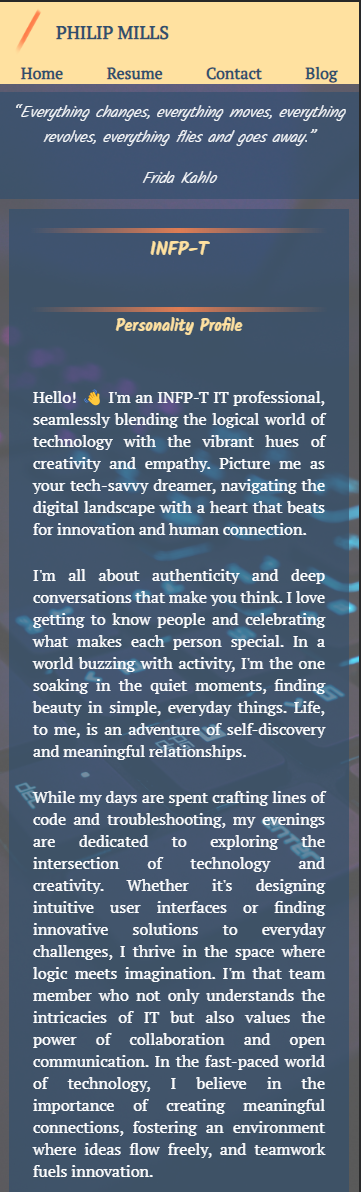 PHILIP MILLS
Home Resume Contact Blog
“Everything changes, everything moves, everything
revolves, everything flies and goes away.”
Frida Kahlo
INFP-T
Personality Profile
Hello! 👋 I'm an INFP-T IT professional,
seamlessly blending the logical world of
technology with the vibrant hues of
creativity and empathy. Picture me as
your tech-savvy dreamer, navigating the
digital landscape with a heart that beats
for innovation and human connection.
I'm all about authenticity and deep
conversations that make you think. I love
getting to know people and celebrating
what makes each person special. In a
world buzzing with activity, I'm the one
soaking in the quiet moments, finding
beauty in simple, everyday things. Life,
to me, is an adventure of self-discovery
and meaningful relationships.
While my days are spent crafting lines of
code and troubleshooting, my evenings
are dedicated to exploring the
intersection of technology and
creativity. Whether it's designing
intuitive user interfaces or finding
innovative solutions to everyday
challenges, I thrive in the space where
logic meets imagination. I'm that team
member who not only understands the
intricacies of IT but also values the
power of collaboration and open
communication. In the fast-paced world
of technology, I believe in the
importance of creating meaningful
connections, fostering an environment
where ideas flow freely, and teamwork
fuels innovation.